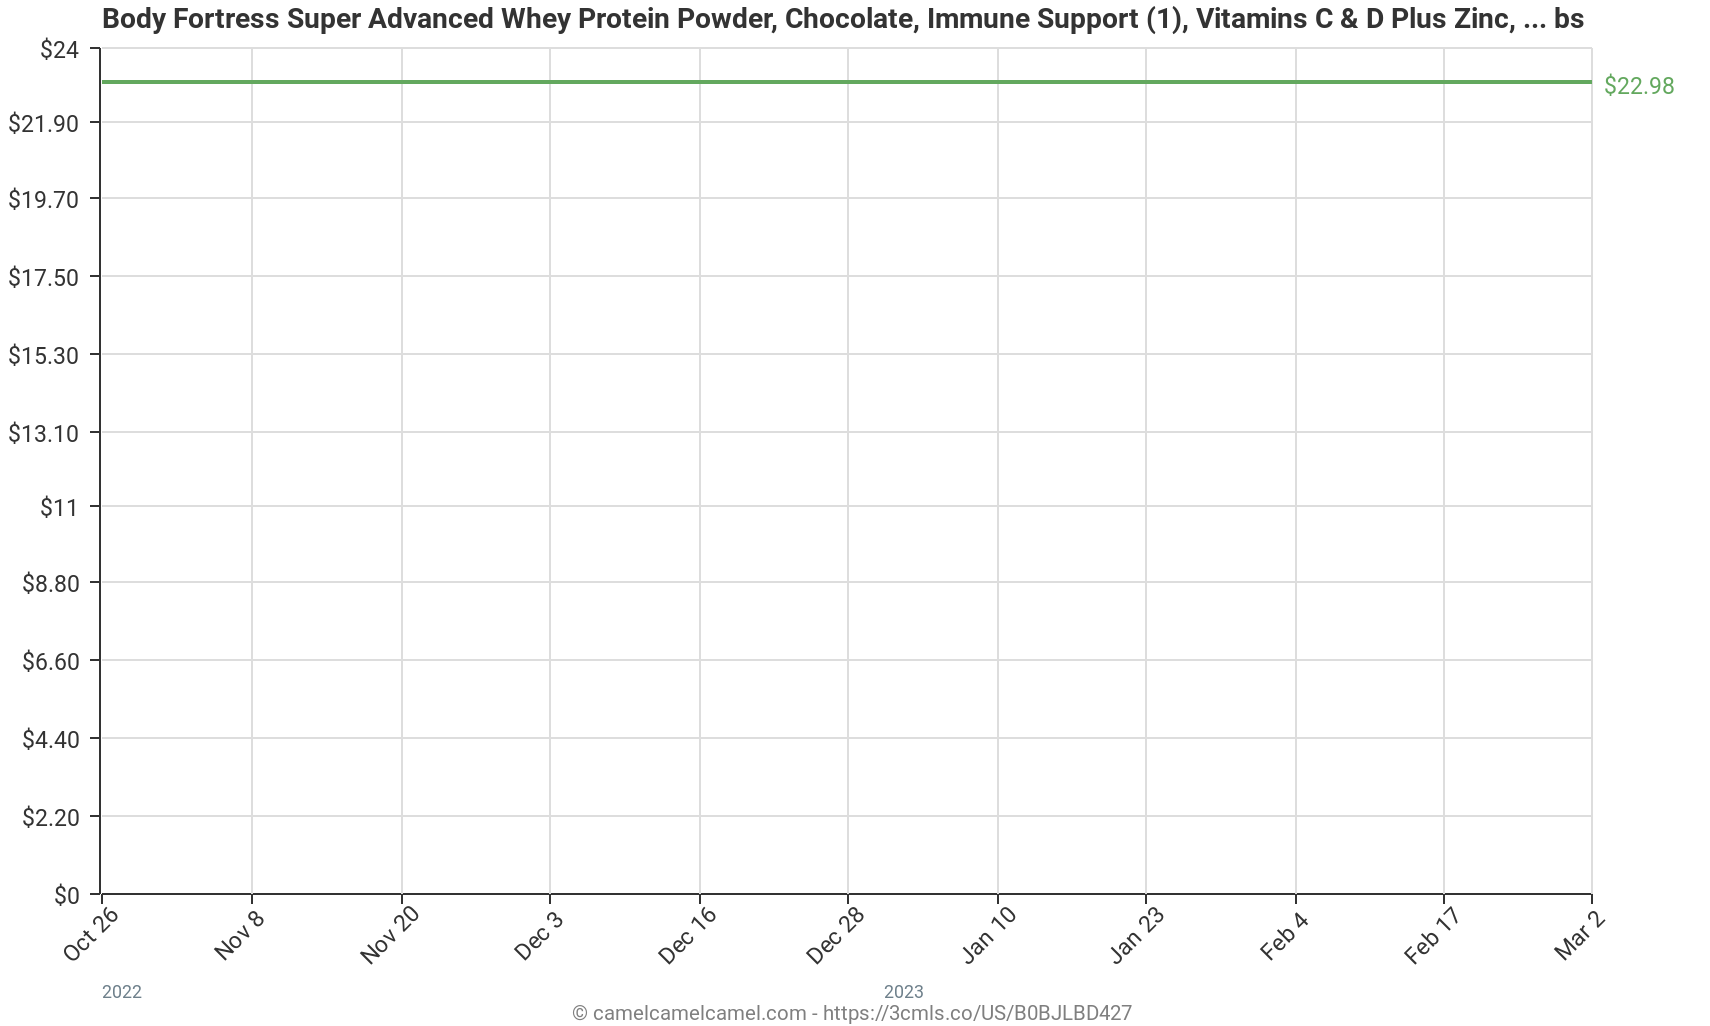 Body Fortress Super Advanced Whey Protein Powder, Chocolate, Immune Support (1), Vitamins C & D Plus Zinc, ... bs
$24
$22.98
$21.90
$19.70
$17.50
$15.30
$13.10
$11
$8.80
$6.60
$4.40
$2.20
$0
Oct 26
Nov 8
Nov 20
Dec 3
Dec 16
Dec 28
Jan 10
Jan 23
Feb 4
Feb 17
Mar 2
2022
2023
© camelcamelcamel.com - https://3cmls.co/US/B0BJLBD427